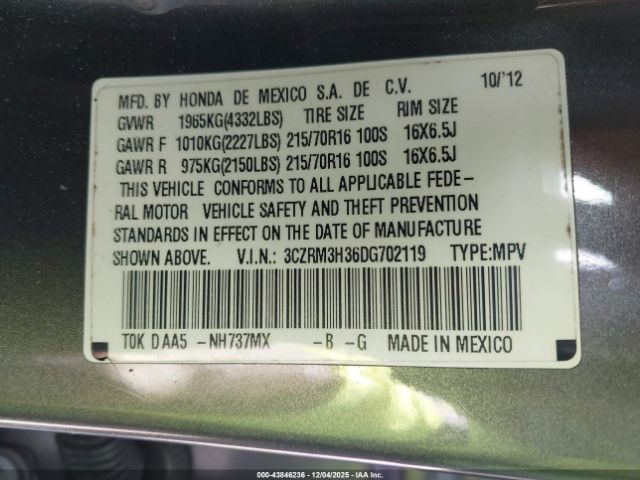 MFD. BY HONDA DE MEXICO S.A. DE C.V. 10/'12
GVWR 1965KG(4332LBS) TIRE SIZE RIM SIZE
GAWR F 1010KG(2227LBS) 215/70R16 100S 16X6.5J
GAWR R 975KG(2150LBS) 215/70R16 100S 16X6.5J
THIS VEHICLE CONFORMS TO ALL APPLICABLE FEDE-
RAL MOTOR VEHICLE SAFETY AND THEFT PREVENTION
STANDARDS IN EFFECT ON THE DATE OF MANUFACTURE
SHOWN ABOVE. V.I.N.: 3CZRM3H36DG702119 TYPE:MPV
T0K D AA5 -NH737MX -B -G MADE IN MEXICO
000-43846236 - 12/04/2025 - IAA Inc.